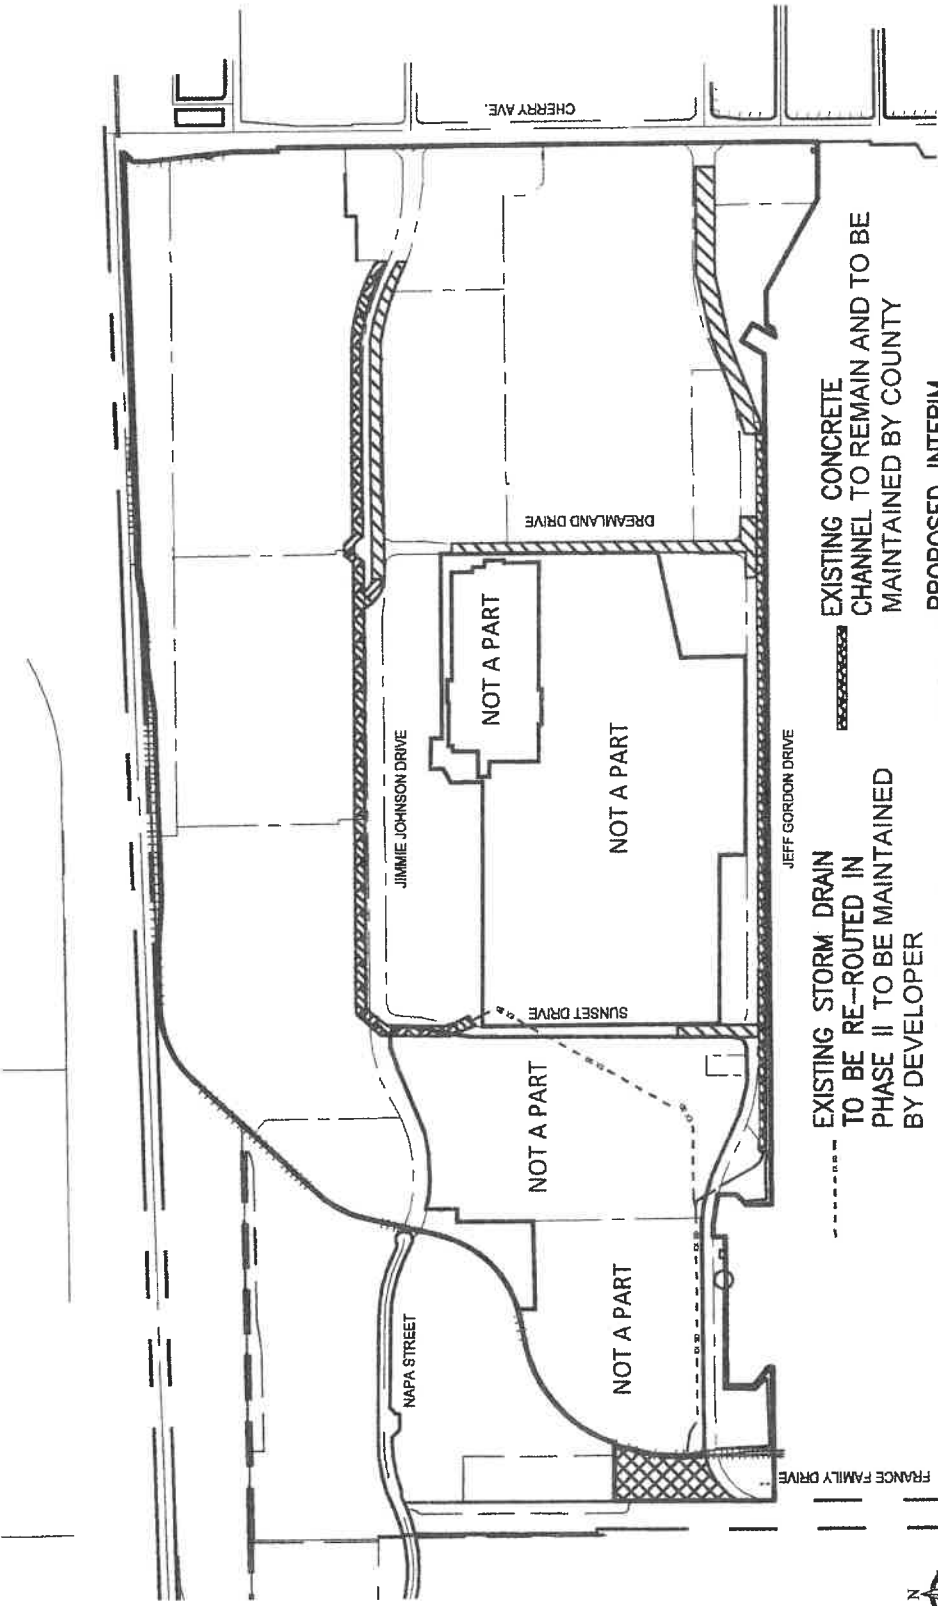 CHERRY AVE.
DREAMLAND DRIVE
NOT A PART
JIMMIE JOHNSON DRIVE
NOT A PART
JEFF GORDON DRIVE
SUNSET DRIVE
NOT A PART
NOT A PART
NAPA STREET
FRANCE FAMILY DRIVE
EXISTING STORM DRAIN
TO BE RE-ROUTED IN
PHASE II TO BE MAINTAINED
BY DEVELOPER
EXISTING CONCRETE
CHANNEL TO REMAIN AND TO BE
MAINTAINED BY COUNTY
PROPOSED INTERIM
N